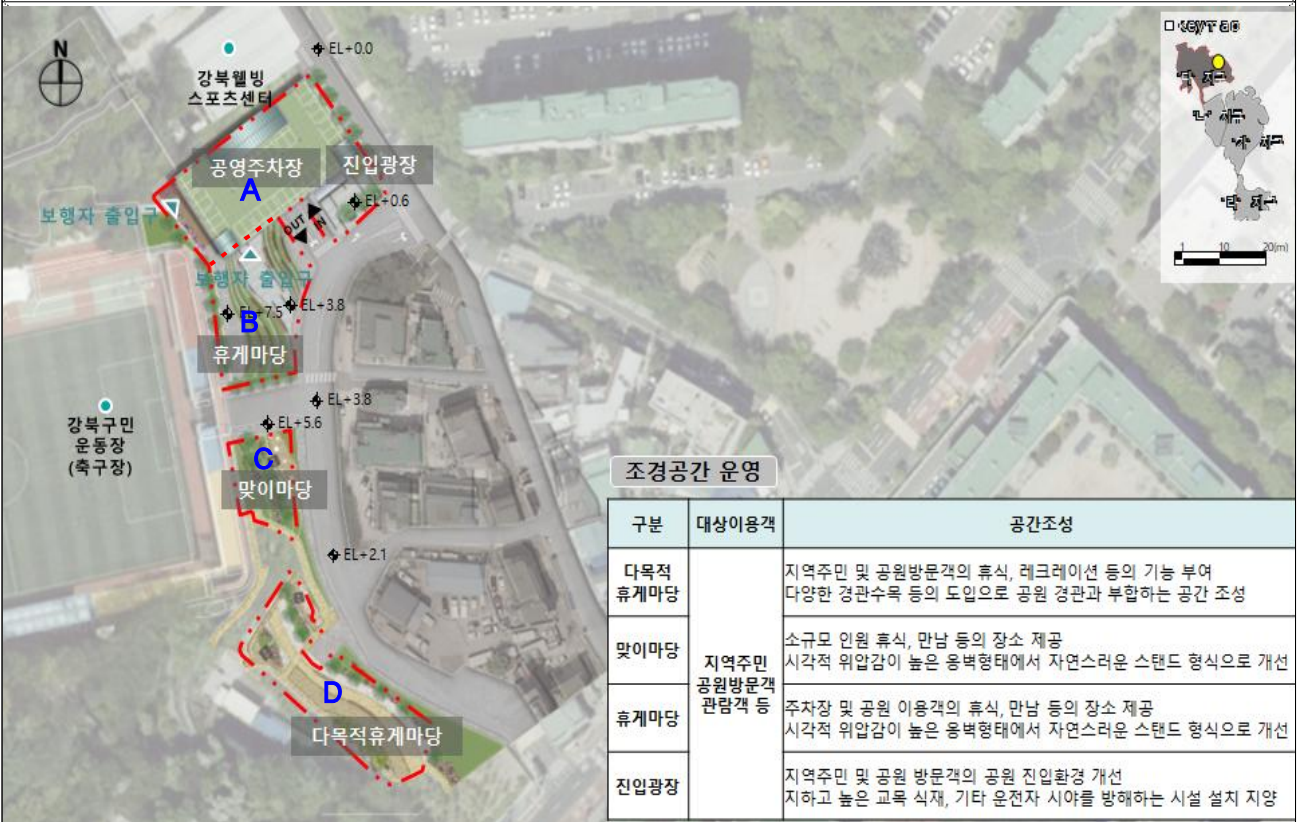 N
강북웰빙
스포츠센터
EL+0.0
공영주차장
A
진입광장
EL+0.6
보행자 출입구
OUT
IN
보행자 출입구
EL+7.5
EL+3.8
B
휴게마당
강북구민
운동장
(축구장)
EL+3.8
EL+5.6
C
맞이마당
EL+2.1
D
다목적휴게마당
1 10 20(m)
조경공간 운영
구분 대상이용객 공간조성
다목적
휴게마당
지역주민 및 공원방문객의 휴식, 레크레이션 등의 기능 부여
다양한 경관수목 등의 도입으로 공원 경관과 부합하는 공간 조성
맞이마당
소규모 인원 휴식, 만남 등의 장소 제공
시각적 위압감이 높은 옹벽형태에서 자연스러운 스탠드 형식으로 개선
지역주민
공원방문객
관람객 등
휴게마당
주차장 및 공원 이용객의 휴식, 만남 등의 장소 제공
시각적 위압감이 높은 옹벽형태에서 자연스러운 스탠드 형식으로 개선
진입광장
지역주민 및 공원 방문객의 공원 진입환경 개선
지하고 높은 교목 식재, 기타 운전자 시야를 방해하는 시설 설치 지양